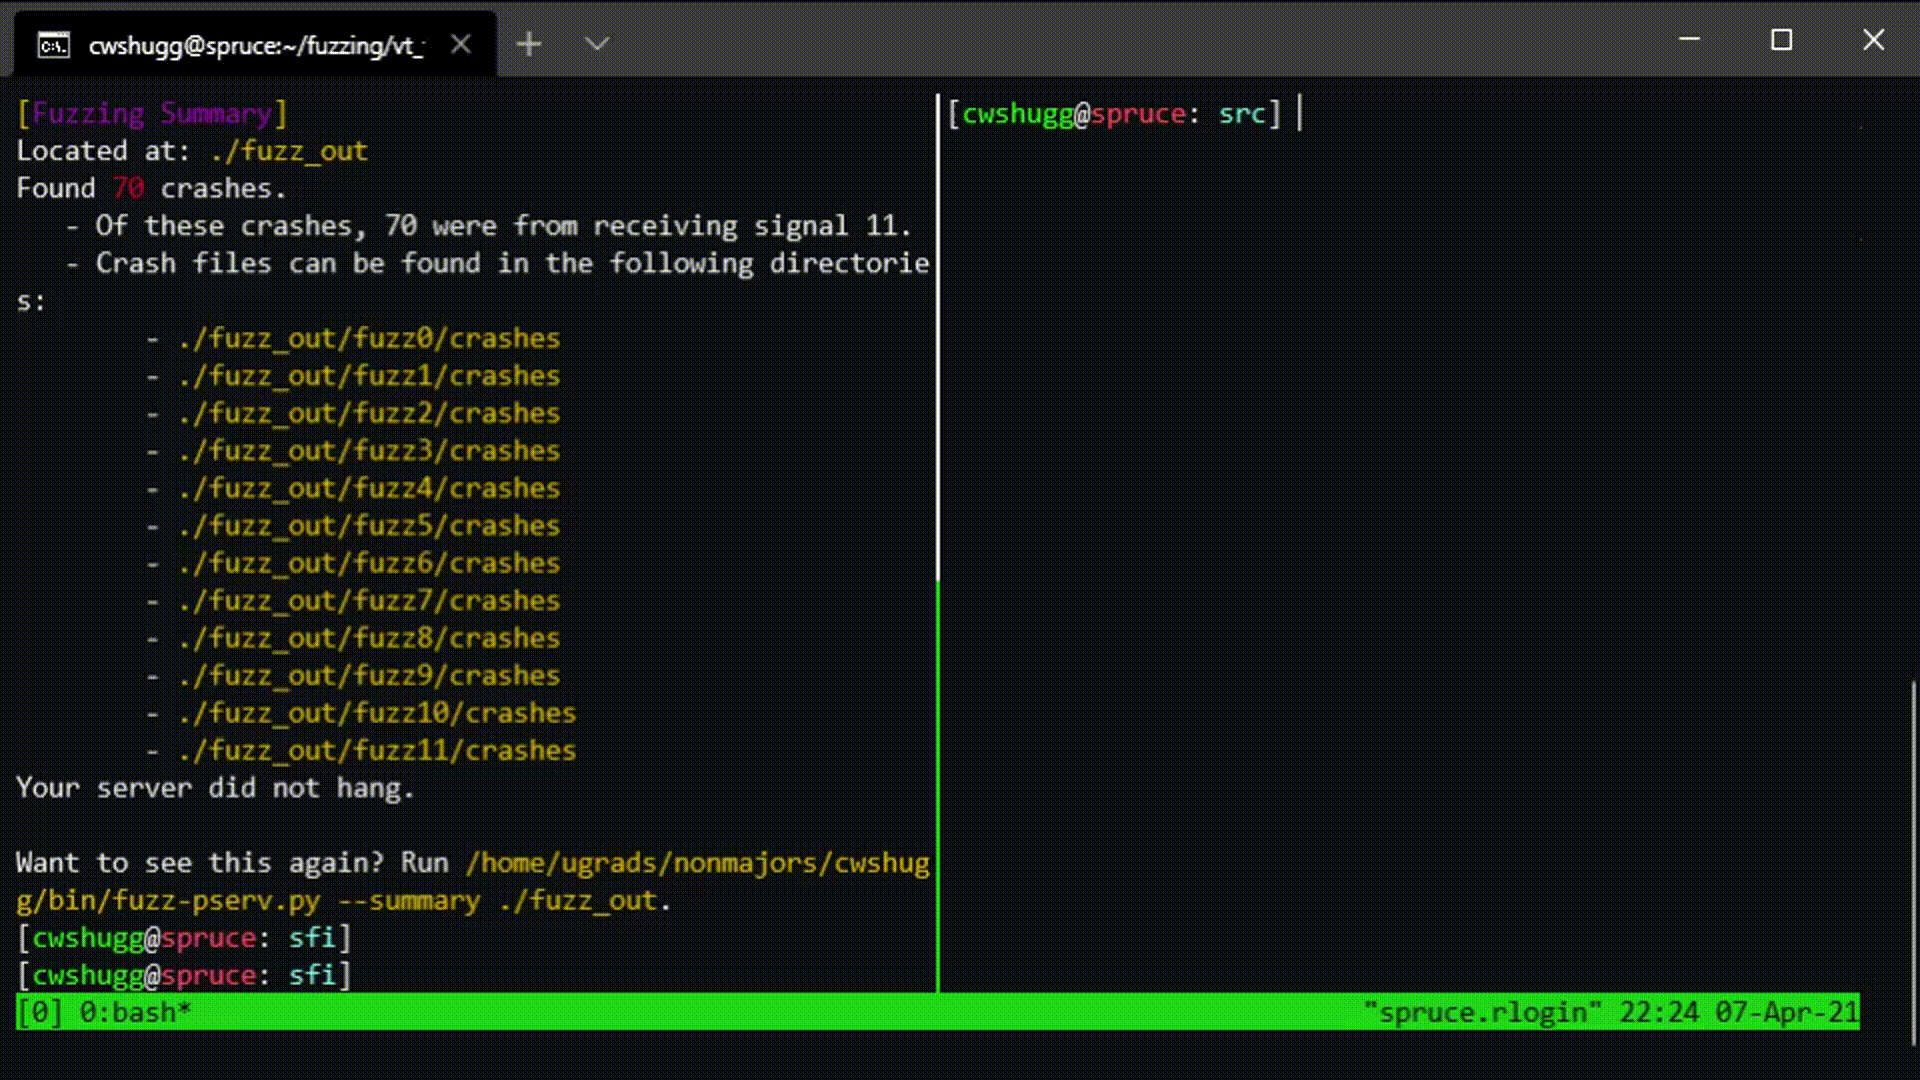 cwshugg@spruce:~/fuzzing/vt_
[Fuzzing Summary]
Located at: ./fuzz_out
Found 70 crashes.
- Of these crashes, 70 were from receiving signal 11.
- Crash files can be found in the following directorie
s:
- ./fuzz_out/fuzz0/crashes
- ./fuzz_out/fuzz1/crashes
- ./fuzz_out/fuzz2/crashes
- ./fuzz_out/fuzz3/crashes
- ./fuzz_out/fuzz4/crashes
- ./fuzz_out/fuzz5/crashes
- ./fuzz_out/fuzz6/crashes
- ./fuzz_out/fuzz7/crashes
- ./fuzz_out/fuzz8/crashes
- ./fuzz_out/fuzz9/crashes
- ./fuzz_out/fuzz10/crashes
- ./fuzz_out/fuzz11/crashes
Your server did not hang.
Want to see this again? Run /home/ugrads/nonmajors/cwshug
g/bin/fuzz-pserv.py --summary ./fuzz_out.
[cwshugg@spruce: sfi]
[cwshugg@spruce: sfi]
[cwshugg@spruce: src]
[0] 0:bash* "spruce.rlogin" 22:24 07-Apr-21